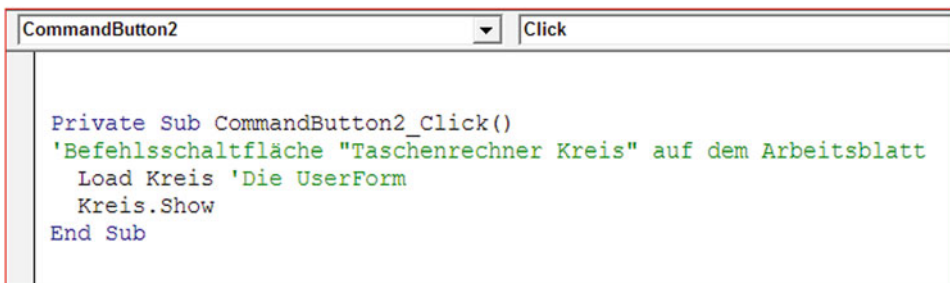 CommandButton2 Click
Private Sub CommandButton2_Click()
'Befehlsschaltfläche "Taschenrechner Kreis" auf dem Arbeitsblatt
Load Kreis 'Die UserForm
Kreis.Show
End Sub